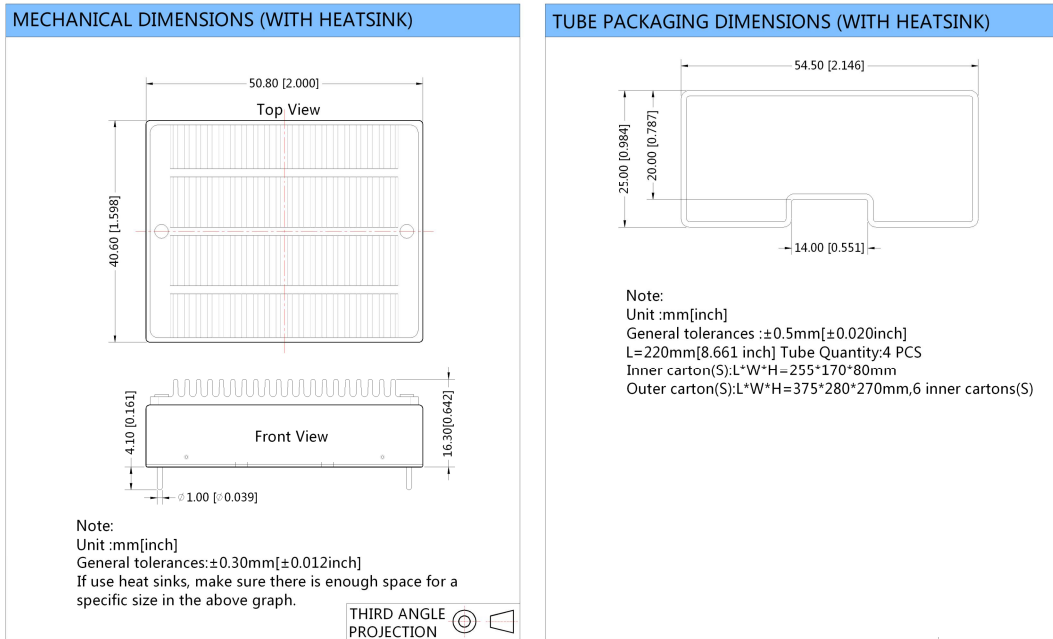 MECHANICAL DIMENSIONS (WITH HEATSINK)
50.80 [2.000]
Top View
40.60 [1.598]
4.10 [0.161]
Front View
16.30[0.642]
∅1.00 [∅0.039]
Note:
Unit :mm[inch]
General tolerances:±0.30mm[±0.012inch]
If use heat sinks, make sure there is enough space for a
specific size in the above graph.
THIRD ANGLE
PROJECTION
TUBE PACKAGING DIMENSIONS (WITH HEATSINK)
54.50 [2.146]
25.00 [0.984]
20.00 [0.787]
14.00 [0.551]
Note:
Unit :mm[inch]
General tolerances :±0.5mm[±0.020inch]
L=220mm[8.661 inch] Tube Quantity:4 PCS
Inner carton(S):L*W*H=255*170*80mm
Outer carton(S):L*W*H=375*280*270mm,6 inner cartons(S)